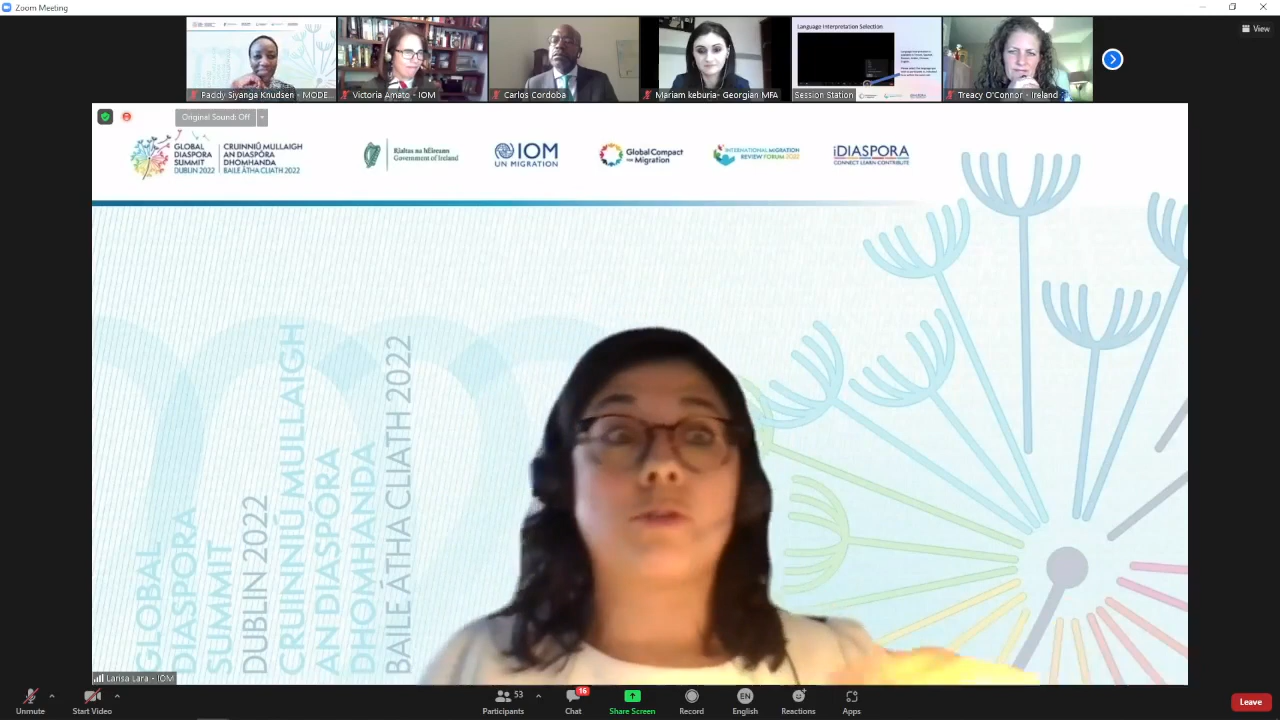 Zoom Meeting
View
Paddy Siyanga Knudsen - MODE...
Victoria Amato - IOM
Carlos Cordoba
Mariam keburia- Georgian MFA
Language Interpretation Selection
Session Station
Treacy O'Connor - Ireland
Original Sound: Off
GLOBAL
DIASPORA
SUMMIT
DUBLIN 2022
CRUINNIÚ MULLAIGH
AN DIASPÓRA
DHOMHANDA
BAILE ÁTHA CLIATH 2022
Rialtas na hÉireann
Government of Ireland
IOM
UN MIGRATION
Global Compact
for Migration
INTERNATIONAL MIGRATION
REVIEW FORUM 2022
iDIASPORA
CONNECT LEARN CONTRIBUTE
GLOBAL
DIASPORA
SUMMIT
DUBLIN 2022
CRUINNIÚ MULLAIGH
AN DIASPÓRA
DHOMHANDA
BAILE ÁTHA CLIATH 2022
Larisa Lara - IOM
Unmute
Start Video
53
Participants
16
Chat
Share Screen
Record
EN
English
Reactions
Apps
Leave